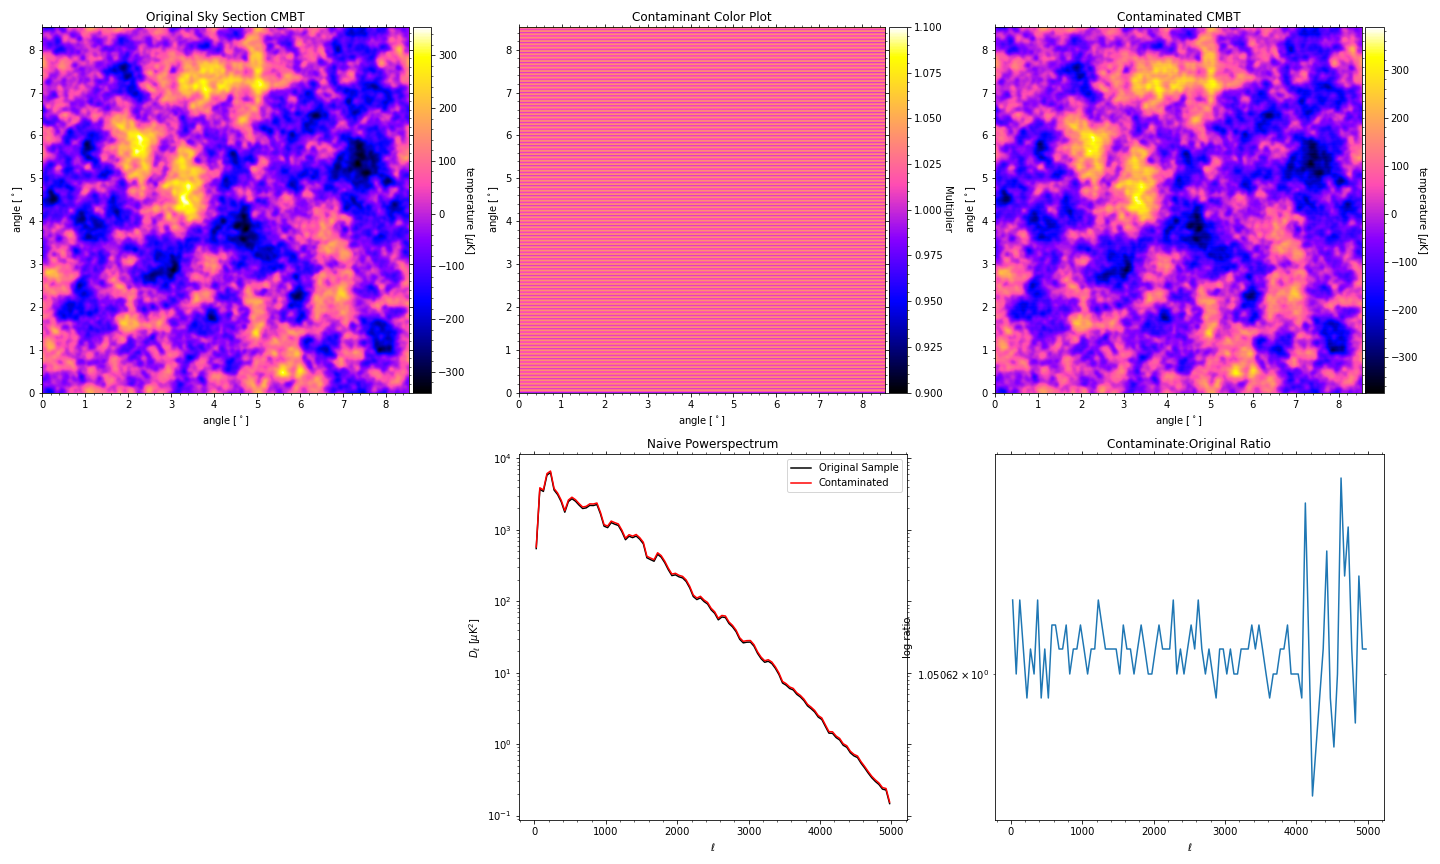 Original Sky Section CMBT
Contaminant Color Plot
Contaminated CMBT
8
7
6
5
4
3
2
1
0
angle [°]
0 1 2 3 4 5 6 7 8
angle [°]
300
200
100
0
−100
−200
−300
temperature [μK]
8
7
6
5
4
3
2
1
0
angle [°]
0 1 2 3 4 5 6 7 8
angle [°]
1.100
1.075
1.050
1.025
1.000
0.975
0.950
0.925
0.900
Multiplier
8
7
6
5
4
3
2
1
0
angle [°]
0 1 2 3 4 5 6 7 8
angle [°]
300
200
100
0
−100
−200
−300
temperature [μK]
Naive Powerspectrum
Original Sample
Contaminated
10⁴
10³
10²
10¹
10⁰
10⁻¹
Dℓ [μK²]
0 1000 2000 3000 4000 5000
ℓ
Contaminate:Original Ratio
log ratio ...
1.05062 × 10⁰
0 1000 2000 3000 4000 5000
ℓ